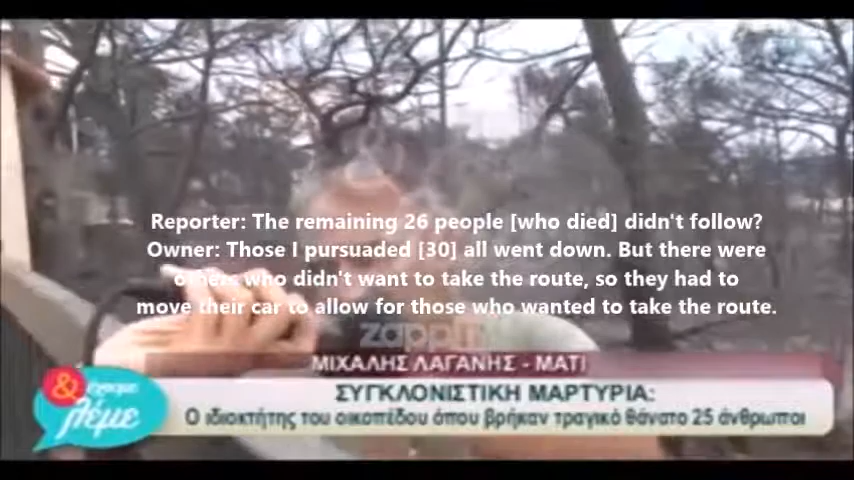 Reporter: The remaining 26 people [who died] didn't follow?
Owner: Those I pursuaded [30] all went down. But there were
others who didn't want to take the route, so they had to
move their car to allow for those who wanted to take the route.
zappit
ΜΙΧΑΛΗΣ ΛΑΓΑΝΗΣ - ΜΑΤΙ
&
έχουμε
λέμε
ΣΥΓΚΛΟΝΙΣΤΙΚΗ ΜΑΡΤΥΡΙΑ:
Ο ιδιοκτήτης του οικοπέδου όπου βρήκαν τραγικό θάνατο 25 άνθρωποι